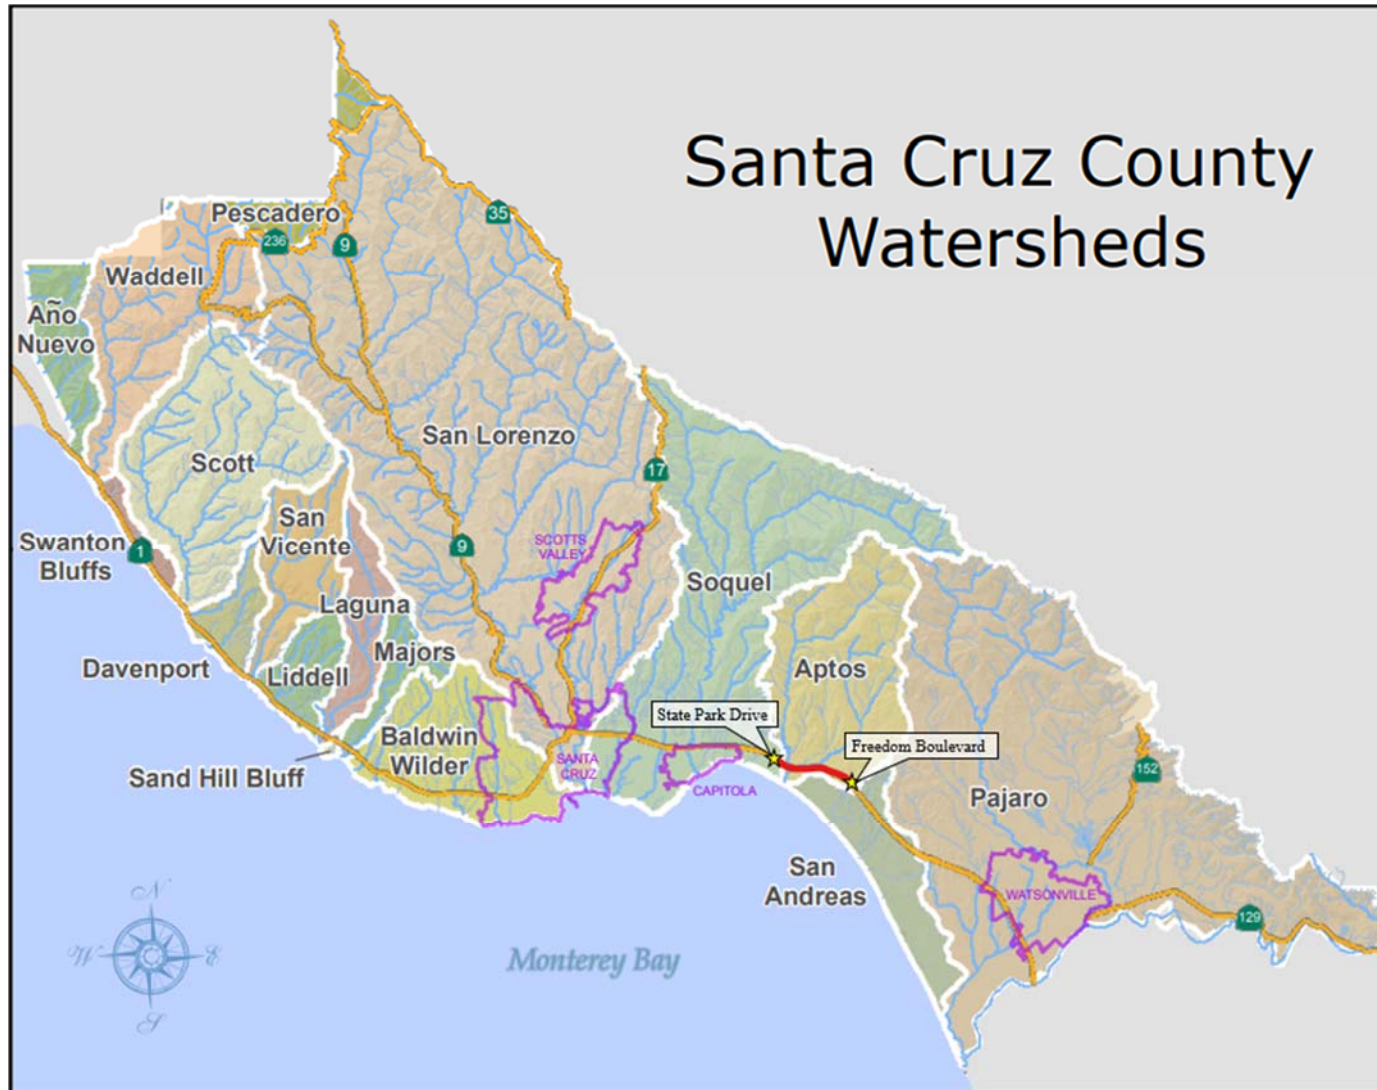 Santa Cruz County
Watersheds
Pescadero
35
236
9
Waddell
Año
Nuevo
San Lorenzo
Scott
17
San
Vicente
SCOTTS
VALLEY
Swanton
Bluffs
1
9
Soquel
Laguna
Majors
Davenport
Liddell
Aptos
State Park Drive
Freedom Boulevard
Baldwin
Wilder
SANTA
CRUZ
Sand Hill Bluff
CAPITOLA
152
Pajaro
San
Andreas
WATSONVILLE
129
N
W
E
S
Monterey Bay